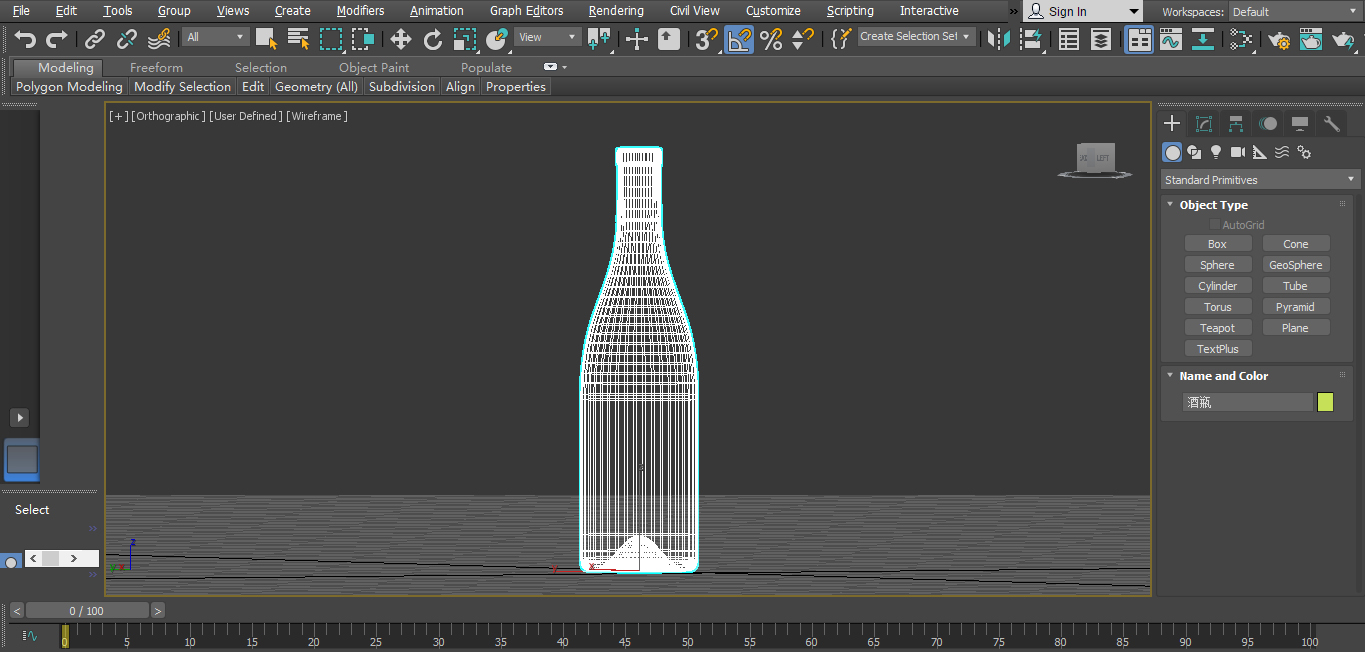 File Edit Tools Group Views Create Modifiers Animation Graph Editors Rendering Civil View Customize Scripting Interactive » Sign In Workspaces: Default
All View 3 Create Selection Set
Modeling Freeform Selection Object Paint Populate
Polygon Modeling Modify Selection Edit Geometry (All) Subdivision Align Properties
[+] [Orthographic] [User Defined] [Wireframe]
LEFT
Standard Primitives
Object Type
AutoGrid
Box Cone
Sphere GeoSphere
Cylinder Tube
Torus Pyramid
Teapot Plane
TextPlus
Name and Color
酒瓶
Select
z
y x
x
< 0 / 100 >
0 5 10 15 20 25 30 35 40 45 50 55 60 65 70 75 80 85 90 95 100